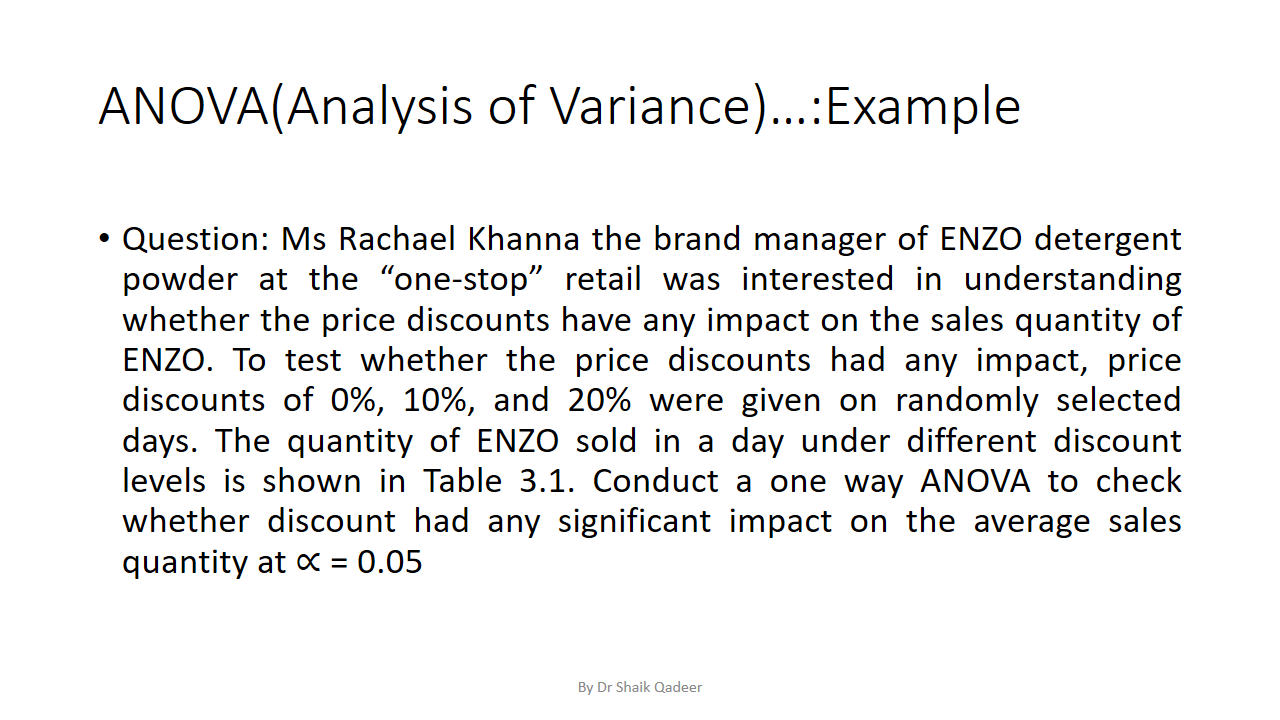 ANOVA(Analysis of Variance)...:Example
• Question: Ms Rachael Khanna the brand manager of ENZO detergent
powder at the “one-stop” retail was interested in understanding
whether the price discounts have any impact on the sales quantity of
ENZO. To test whether the price discounts had any impact, price
discounts of 0%, 10%, and 20% were given on randomly selected
days. The quantity of ENZO sold in a day under different discount
levels is shown in Table 3.1. Conduct a one way ANOVA to check
whether discount had any significant impact on the average sales
quantity at ∝ = 0.05
By Dr Shaik Qadeer